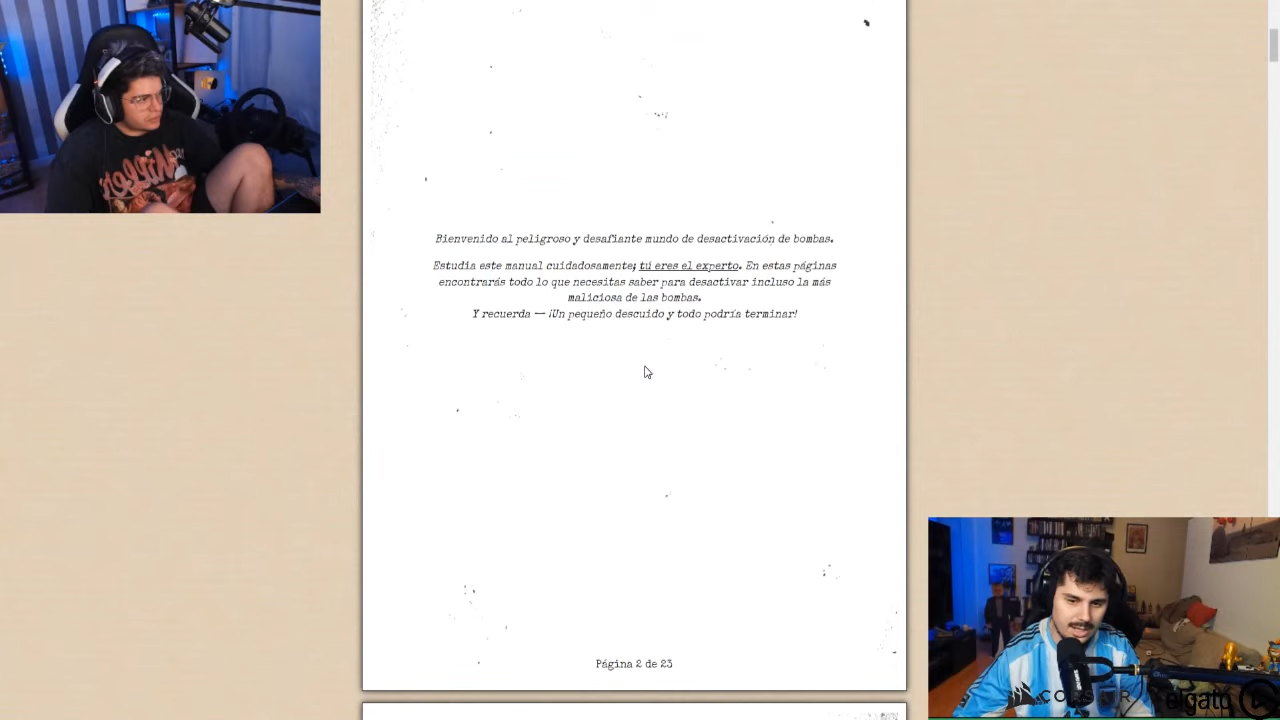 Bienvenido al peligroso y desafiante mundo de desactivación de bombas.
Estudia este manual cuidadosamente; tú eres el experto. En estas páginas
encontrarás todo lo que necesitas saber para desactivar incluso la más
maliciosa de las bombas.
Y recuerda — ¡Un pequeño descuido y todo podría terminar!
Página 2 de 23
CORSAIR
elgato